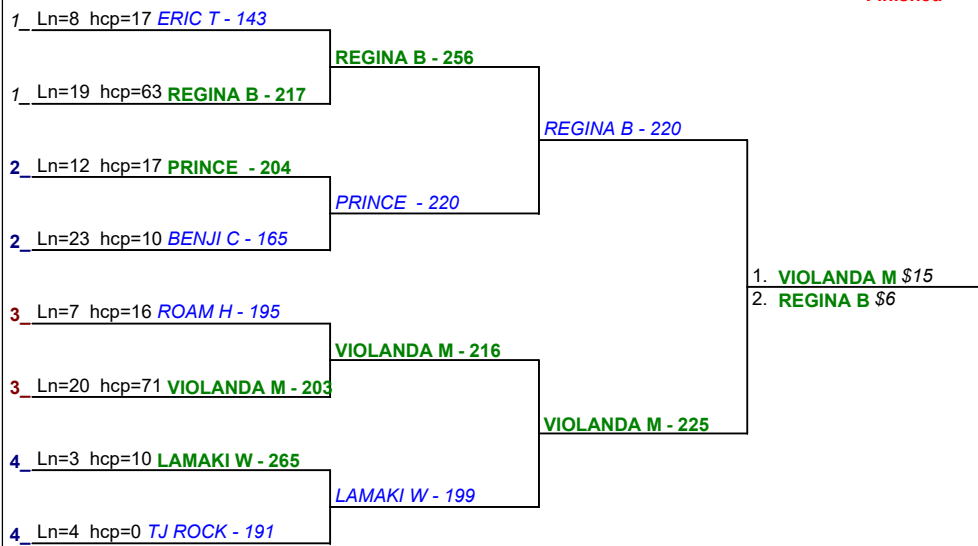 Finished
1_ Ln=8 hcp=17 ERIC T - 143
REGINA B - 256
1_ Ln=19 hcp=63 REGINA B - 217
REGINA B - 220
2_ Ln=12 hcp=17 PRINCE - 204
PRINCE - 220
2_ Ln=23 hcp=10 BENJI C - 165
1. VIOLANDA M $15
2. REGINA B $6
3_ Ln=7 hcp=16 ROAM H - 195
VIOLANDA M - 216
3_ Ln=20 hcp=71 VIOLANDA M - 203
VIOLANDA M - 225
4_ Ln=3 hcp=10 LAMAKI W - 265
LAMAKI W - 199
4_ Ln=4 hcp=0 TJ ROCK - 191